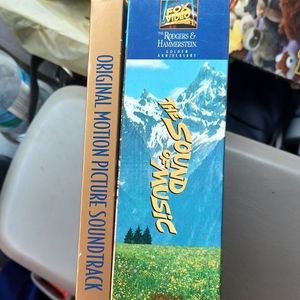 FOX
VIDEO
THE RODGERS &
HAMMERSTEIN
GOLDEN
ANNIVERSARY
THE SOUND
OF MUSIC
ORIGINAL MOTION PICTURE SOUNDTRACK